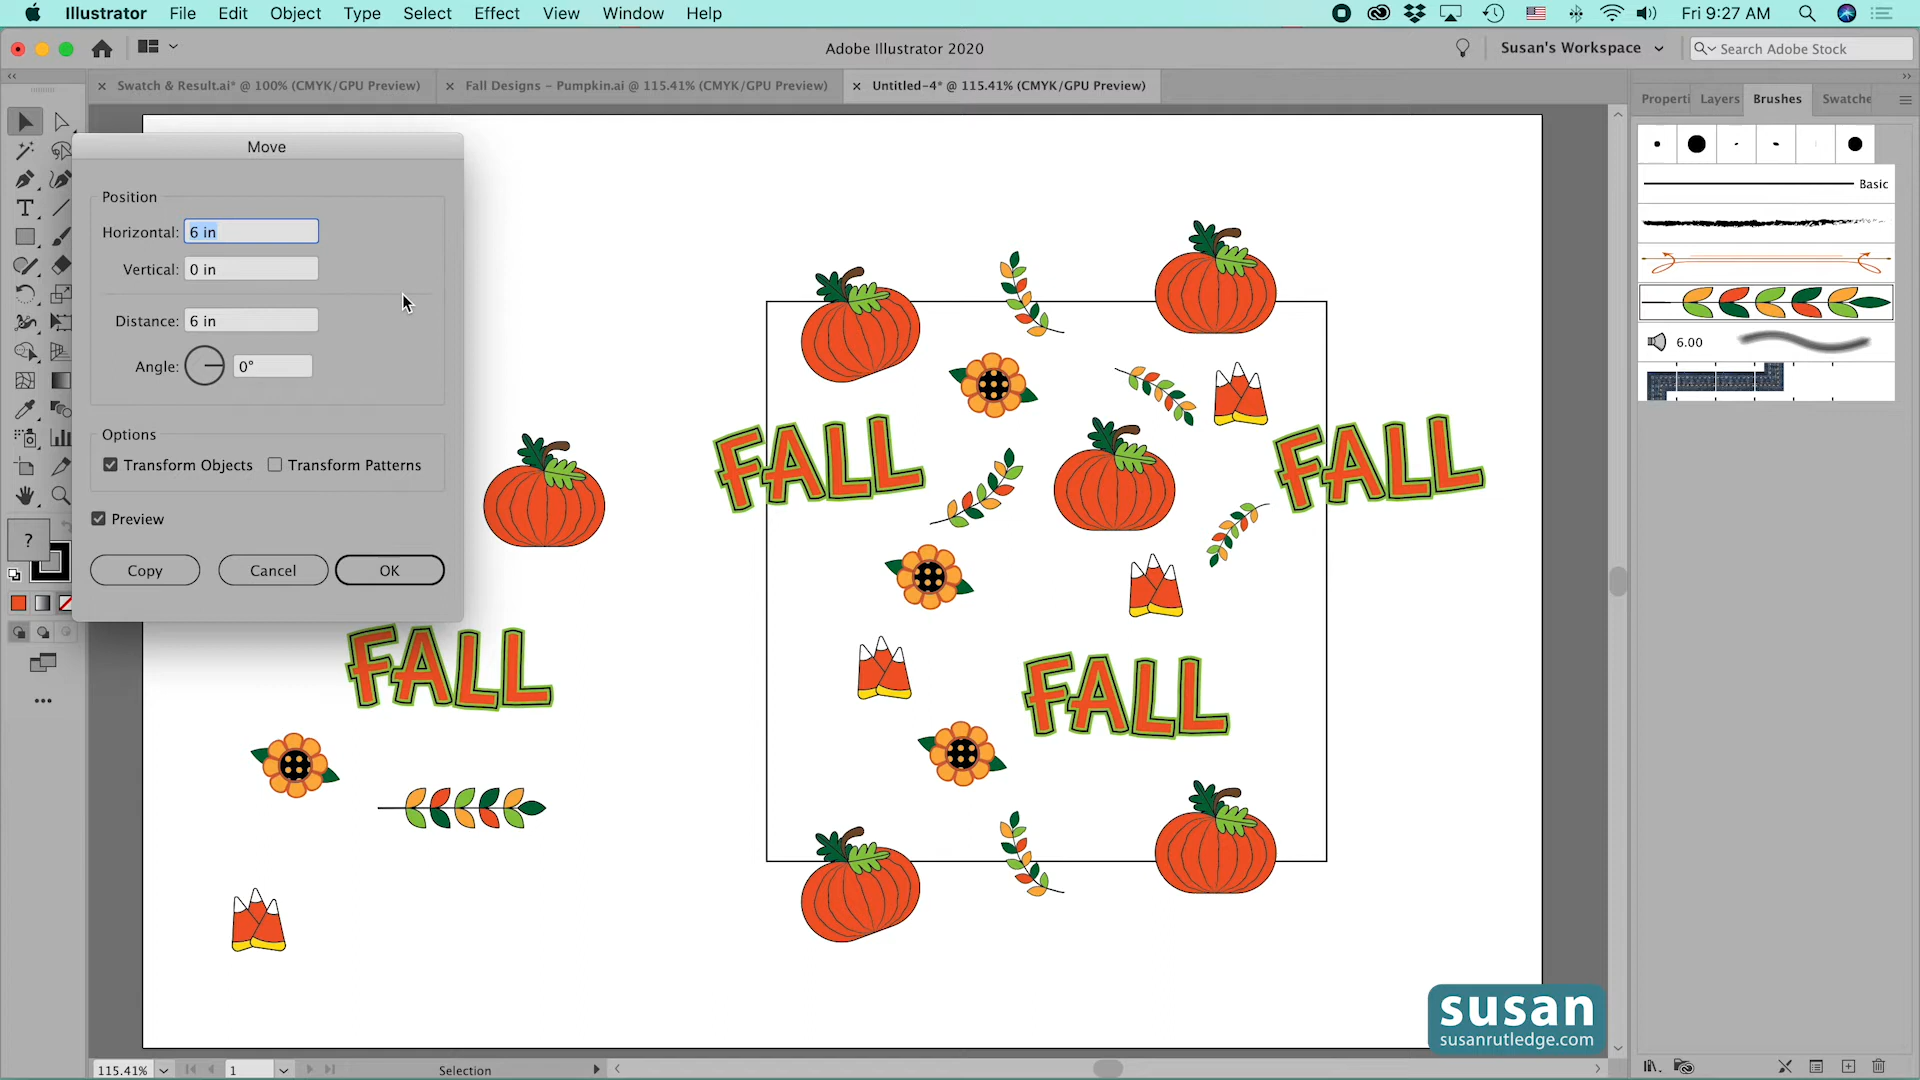 Illustrator File Edit Object Type Select Effect View Window Help
Fri 9:27 AM
Adobe Illustrator 2020
Susan's Workspace
Search Adobe Stock
Swatch & Result.ai* @ 100% (CMYK/GPU Preview)
Fall Designs - Pumpkin.ai @ 115.41% (CMYK/GPU Preview)
Untitled-4* @ 115.41% (CMYK/GPU Preview)
Properti Layers Brushes Swatche
Move
Position
Horizontal: 6 in
Vertical: 0 in
Distance: 6 in
Angle: 0°
Options
Transform Objects Transform Patterns
Preview
Copy Cancel OK
?
Basic
6.00
FALL
FALL
FALL
FALL
susan
susanrutledge.com
115.41%
1
Selection